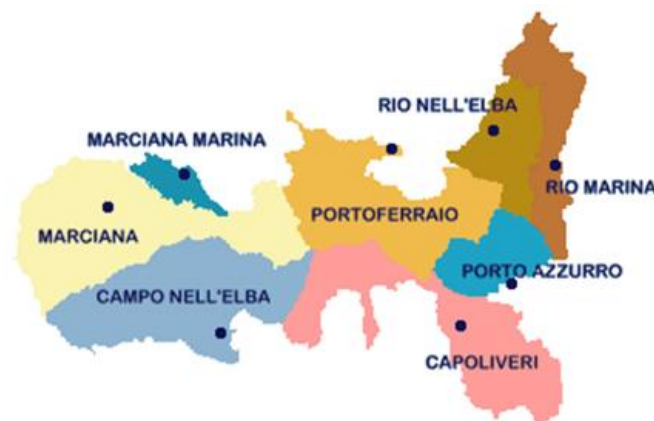 RIO NELL'ELBA
MARCIANA MARINA
RIO MARINA
PORTOFERRAIO
MARCIANA
PORTO AZZURRO
CAMPO NELL'ELBA
CAPOLIVERI